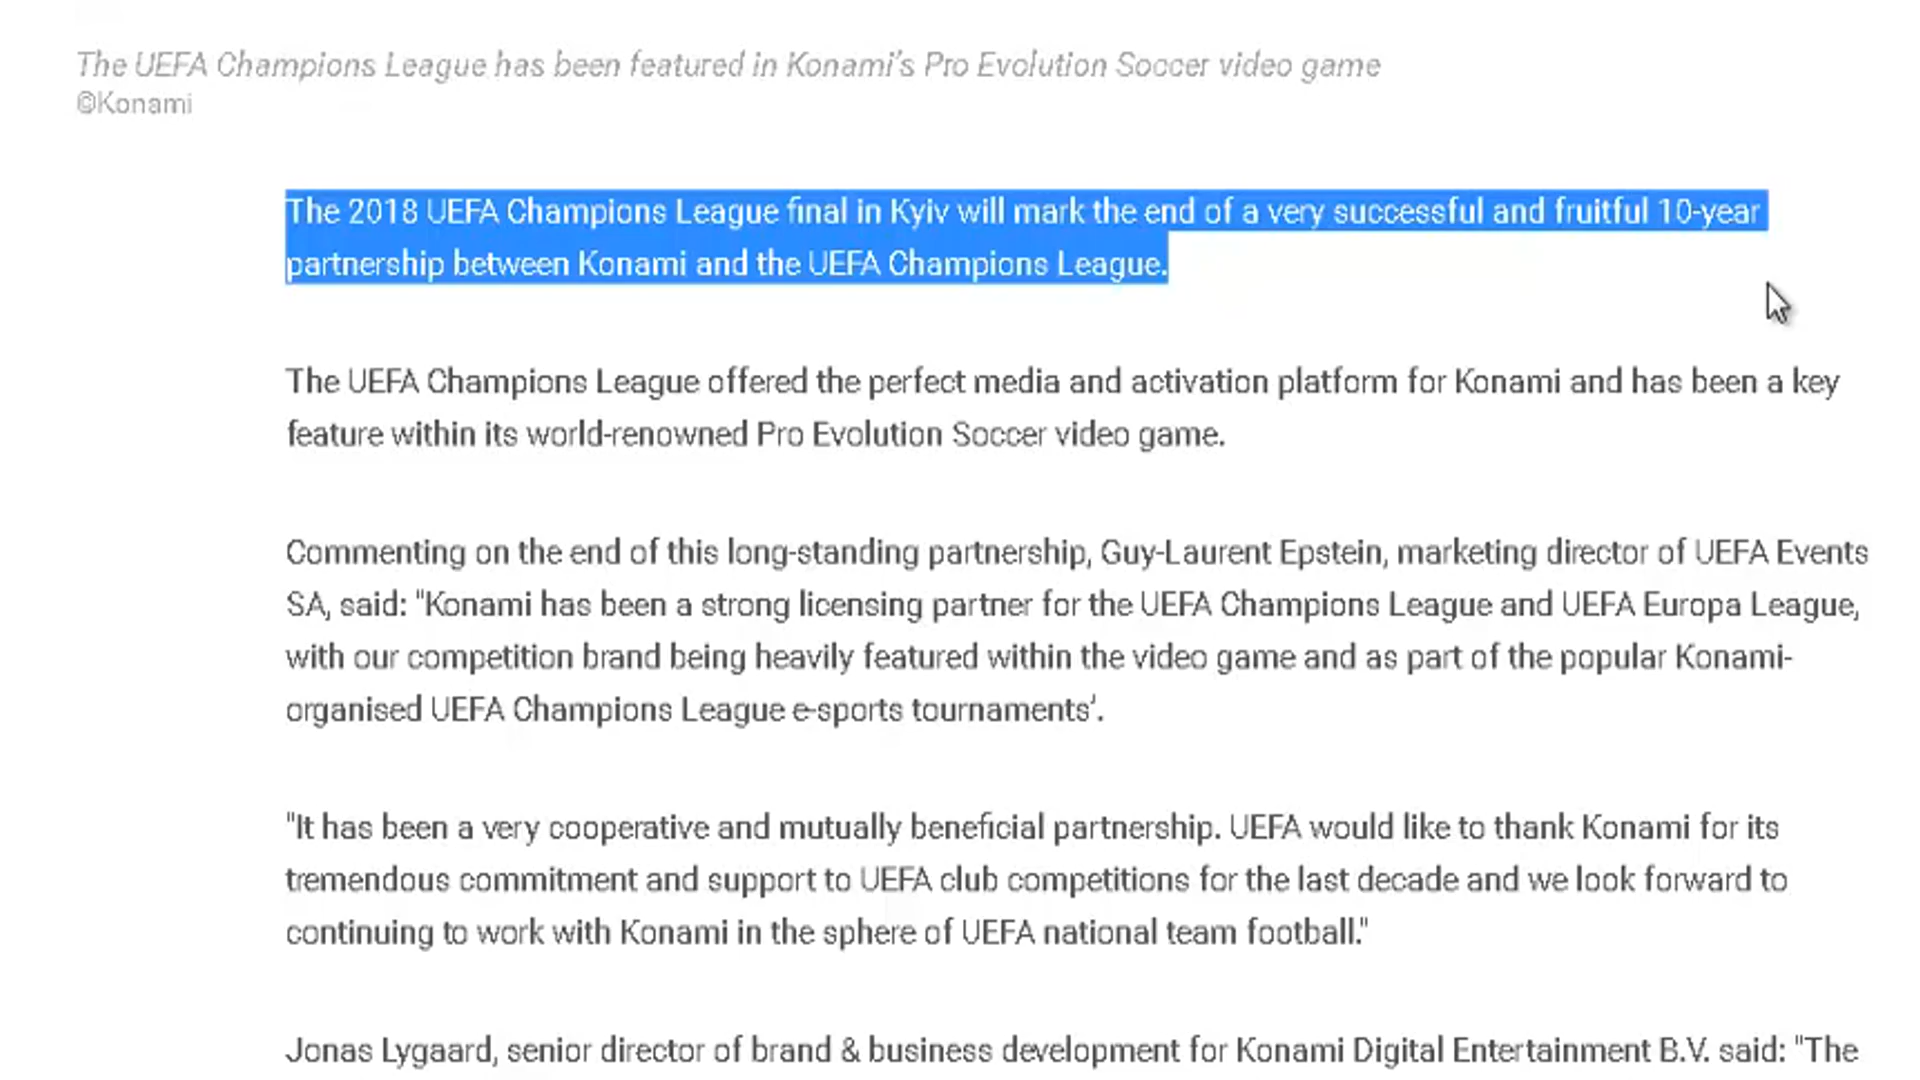 The UEFA Champions League has been featured in Konami's Pro Evolution Soccer video game
©Konami
The 2018 UEFA Champions League final in Kyiv will mark the end of a very successful and fruitful 10-year
partnership between Konami and the UEFA Champions League.
The UEFA Champions League offered the perfect media and activation platform for Konami and has been a key
feature within its world-renowned Pro Evolution Soccer video game.
Commenting on the end of this long-standing partnership, Guy-Laurent Epstein, marketing director of UEFA Events
SA, said: "Konami has been a strong licensing partner for the UEFA Champions League and UEFA Europa League,
with our competition brand being heavily featured within the video game and as part of the popular Konami-
organised UEFA Champions League e-sports tournaments'.
"It has been a very cooperative and mutually beneficial partnership. UEFA would like to thank Konami for its
tremendous commitment and support to UEFA club competitions for the last decade and we look forward to
continuing to work with Konami in the sphere of UEFA national team football."
Jonas Lygaard, senior director of brand & business development for Konami Digital Entertainment B.V. said: "The